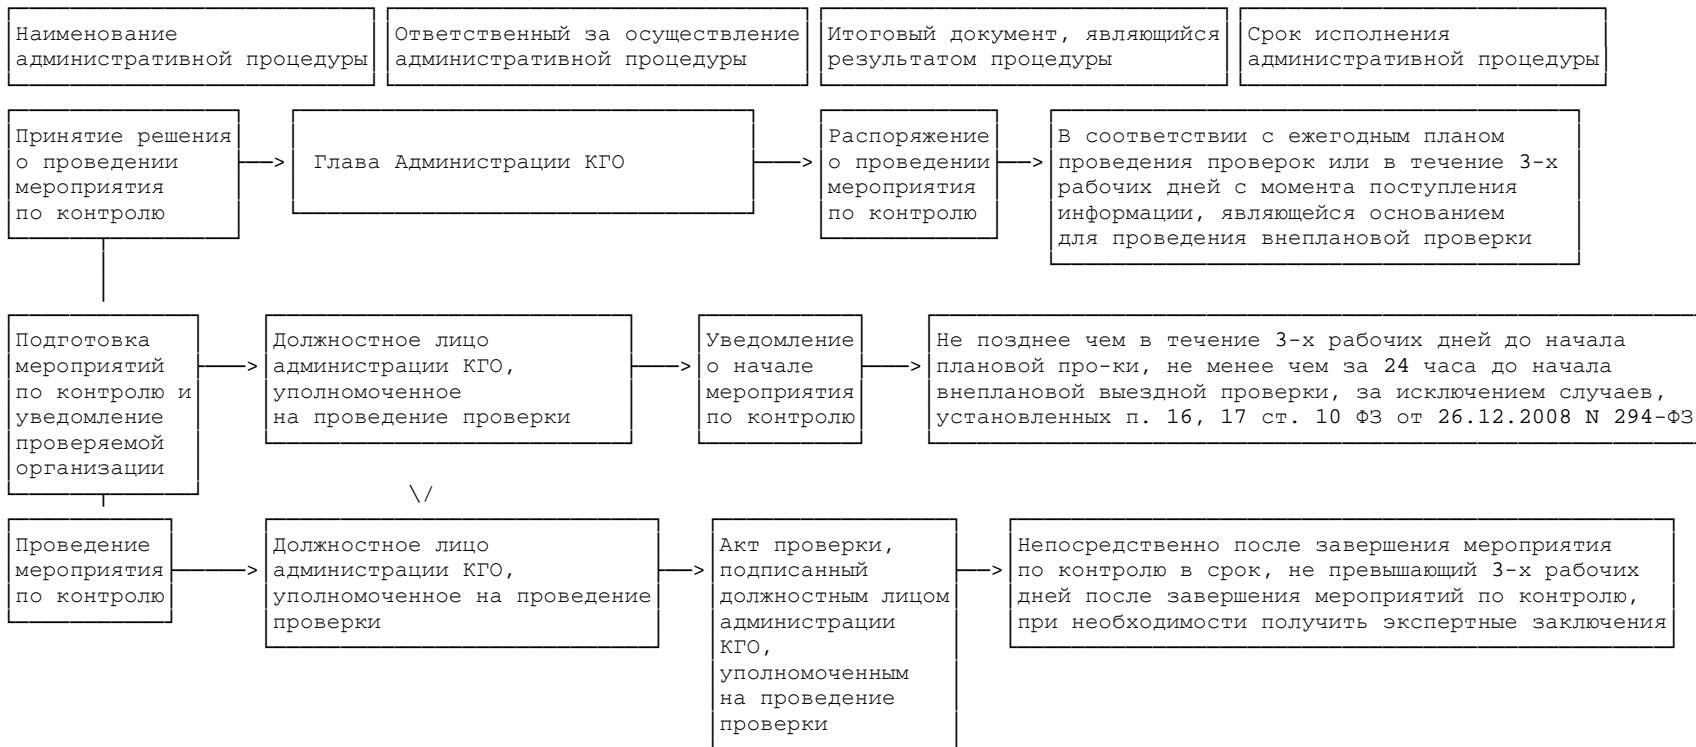 Наименование
административной процедуры
Ответственный за осуществление
административной процедуры
Итоговый документ, являющийся
результатом процедуры
Срок исполнения
административной процедуры
Принятие решения
о проведении
мероприятия
по контролю
Глава Администрации КГО
Распоряжение
о проведении
мероприятия
по контролю
В соответствии с ежегодным планом
проведения проверок или в течение 3-х
рабочих дней с момента поступления
информации, являющейся основанием
для проведения внеплановой проверки
Подготовка
мероприятий
по контролю и
уведомление
проверяемой
организации
Должностное лицо
администрации КГО,
уполномоченное
на проведение проверки
Уведомление
о начале
мероприятия
по контролю
Не позднее чем в течение 3-х рабочих дней до начала
плановой про-ки, не менее чем за 24 часа до начала
внеплановой выездной проверки, за исключением случаев,
установленных п. 16, 17 ст. 10 ФЗ от 26.12.2008 N 294-ФЗ
Проведение
мероприятия
по контролю
Должностное лицо
администрации КГО,
уполномоченное на проведение
проверки
Акт проверки,
подписанный
должностным лицом
администрации
КГО,
уполномоченным
на проведение
проверки
Непосредственно после завершения мероприятия
по контролю в срок, не превышающий 3-х рабочих
дней после завершения мероприятий по контролю,
при необходимости получить экспертные заключения